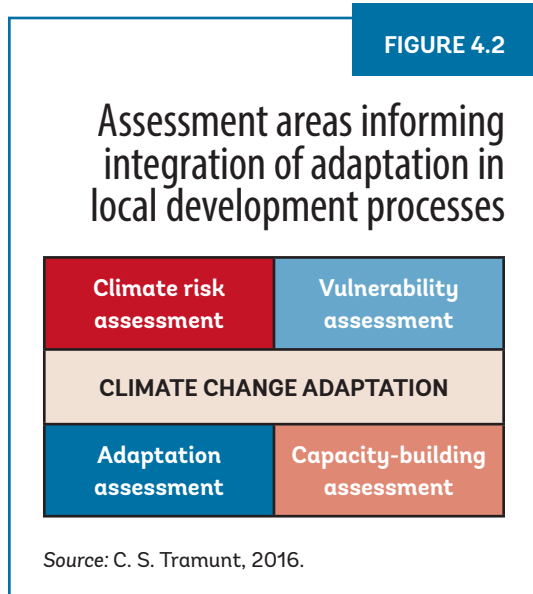 FIGURE 4.2
Assessment areas informing
integration of adaptation in
local development processes
Climate risk
assessment
Vulnerability
assessment
CLIMATE CHANGE ADAPTATION
Adaptation
assessment
Capacity-building
assessment
Source: C. S. Tramunt, 2016.